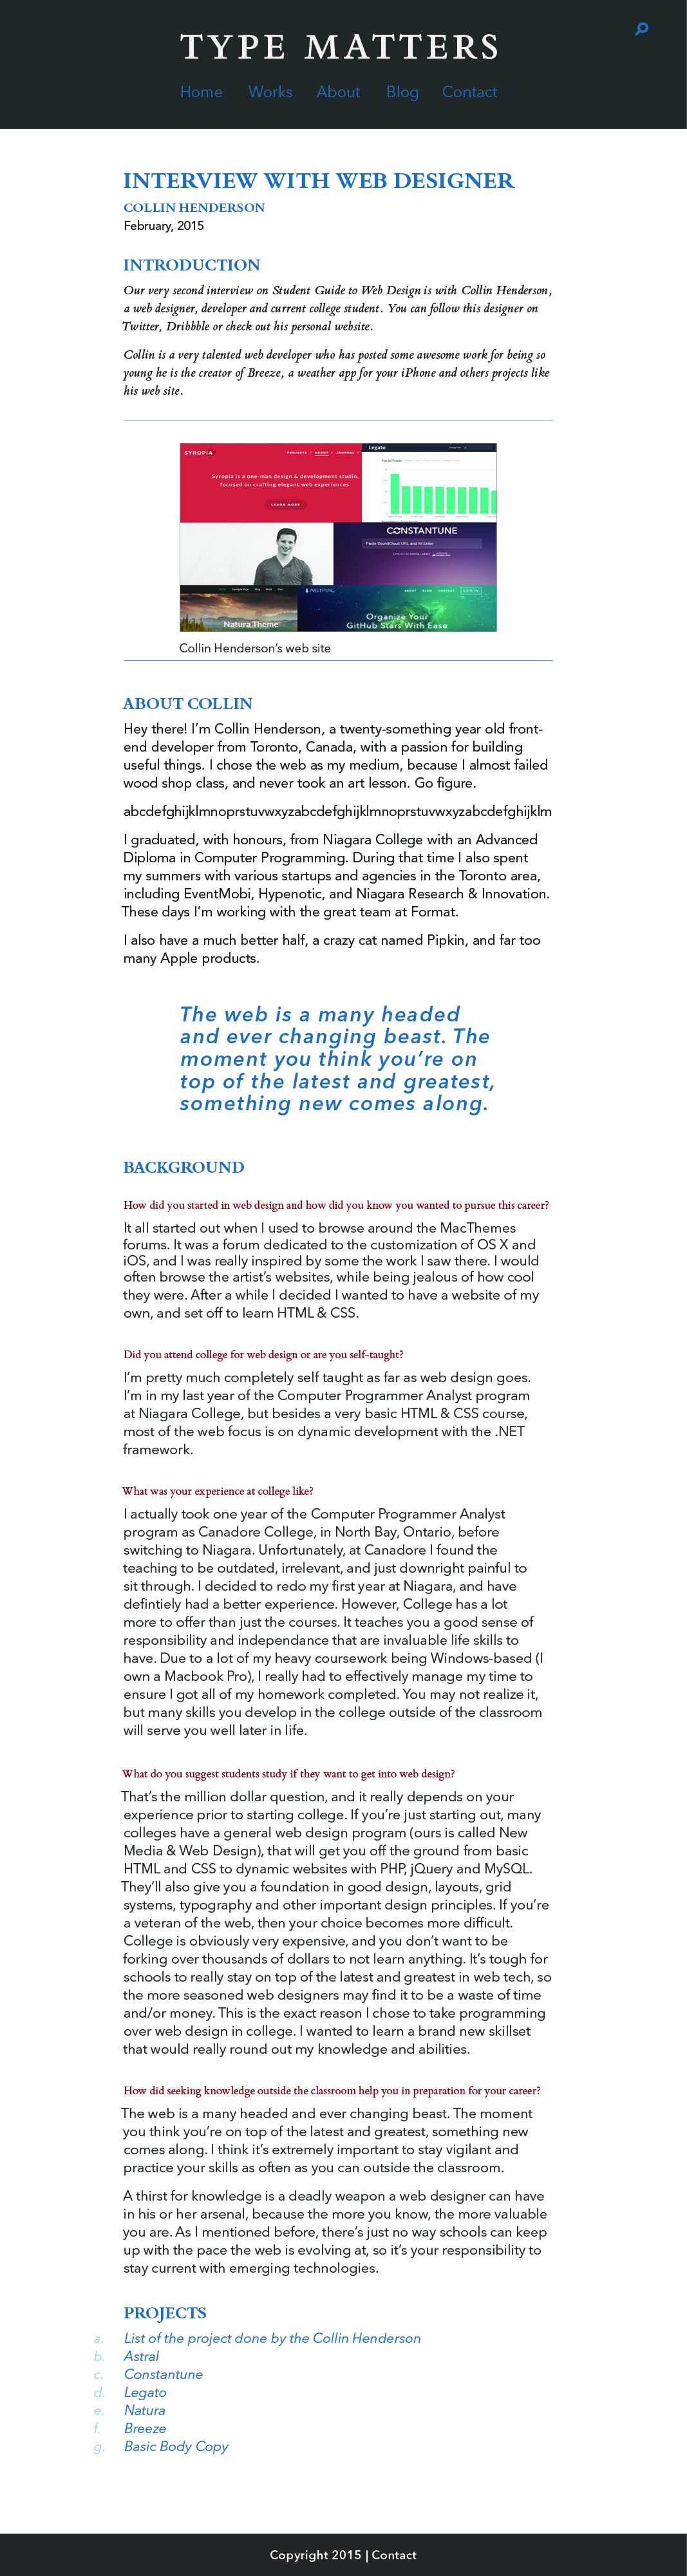 TYPE MATTERS
Home Works About Blog Contact
INTERVIEW WITH WEB DESIGNER
COLLIN HENDERSON
February, 2015
INTRODUCTION
Our very second interview on Student Guide to Web Design is with Collin Henderson,
a web designer, developer and current college student. You can follow this designer on
Twitter, Dribbble or check out his personal website.
Collin is a very talented web developer who has posted some awesome work for being so
young he is the creator of Breeze, a weather app for your iPhone and others projects like
his web site.
SYROPIA
PROJECTS ABOUT JOURNAL
Syropia is a one-man design & development studio,
focused on crafting elegant web experiences.
LEARN MORE
Legato
CONSTANTUNE
Paste SoundCloud URL and hit Enter
Natura Theme
ASTRAL
ABOUT BLOG CONTACT SIGN IN
Organize Your
GitHub Stars With Ease
Collin Henderson's web site
ABOUT COLLIN
Hey there! I'm Collin Henderson, a twenty-something year old front-
end developer from Toronto, Canada, with a passion for building
useful things. I chose the web as my medium, because I almost failed
wood shop class, and never took an art lesson. Go figure.
abcdefghijklmnoprstuvwxyzabcdefghijklmnoprstuvwxyzabcdefghijklm
I graduated, with honours, from Niagara College with an Advanced
Diploma in Computer Programming. During that time I also spent
my summers with various startups and agencies in the Toronto area,
including EventMobi, Hypenotic, and Niagara Research & Innovation.
These days I'm working with the great team at Format.
I also have a much better half, a crazy cat named Pipkin, and far too
many Apple products.
The web is a many headed
and ever changing beast. The
moment you think you're on
top of the latest and greatest,
something new comes along.
BACKGROUND
How did you started in web design and how did you know you wanted to pursue this career?
It all started out when I used to browse around the MacThemes
forums. It was a forum dedicated to the customization of OS X and
iOS, and I was really inspired by some the work I saw there. I would
often browse the artist's websites, while being jealous of how cool
they were. After a while I decided I wanted to have a website of my
own, and set off to learn HTML & CSS.
Did you attend college for web design or are you self-taught?
I'm pretty much completely self taught as far as web design goes.
I'm in my last year of the Computer Programmer Analyst program
at Niagara College, but besides a very basic HTML & CSS course,
most of the web focus is on dynamic development with the .NET
framework.
What was your experience at college like?
I actually took one year of the Computer Programmer Analyst
program as Canadore College, in North Bay, Ontario, before
switching to Niagara. Unfortunately, at Canadore I found the
teaching to be outdated, irrelevant, and just downright painful to
sit through. I decided to redo my first year at Niagara, and have
defintiely had a better experience. However, College has a lot
more to offer than just the courses. It teaches you a good sense of
responsibility and independance that are invaluable life skills to
have. Due to a lot of my heavy coursework being Windows-based (I
own a Macbook Pro), I really had to effectively manage my time to
ensure I got all of my homework completed. You may not realize it,
but many skills you develop in the college outside of the classroom
will serve you well later in life.
What do you suggest students study if they want to get into web design?
That's the million dollar question, and it really depends on your
experience prior to starting college. If you're just starting out, many
colleges have a general web design program (ours is called New
Media & Web Design), that will get you off the ground from basic
HTML and CSS to dynamic websites with PHP, jQuery and MySQL.
They'll also give you a foundation in good design, layouts, grid
systems, typography and other important design principles. If you're
a veteran of the web, then your choice becomes more difficult.
College is obviously very expensive, and you don't want to be
forking over thousands of dollars to not learn anything. It's tough for
schools to really stay on top of the latest and greatest in web tech, so
the more seasoned web designers may find it to be a waste of time
and/or money. This is the exact reason I chose to take programming
over web design in college. I wanted to learn a brand new skillset
that would really round out my knowledge and abilities.
How did seeking knowledge outside the classroom help you in preparation for your career?
The web is a many headed and ever changing beast. The moment
you think you're on top of the latest and greatest, something new
comes along. I think it's extremely important to stay vigilant and
practice your skills as often as you can outside the classroom.
A thirst for knowledge is a deadly weapon a web designer can have
in his or her arsenal, because the more you know, the more valuable
you are. As I mentioned before, there's just no way schools can keep
up with the pace the web is evolving at, so it's your responsibility to
stay current with emerging technologies.
PROJECTS
a. List of the project done by the Collin Henderson
b. Astral
c. Constantune
d. Legato
e. Natura
f. Breeze
g. Basic Body Copy
Copyright 2015 | Contact